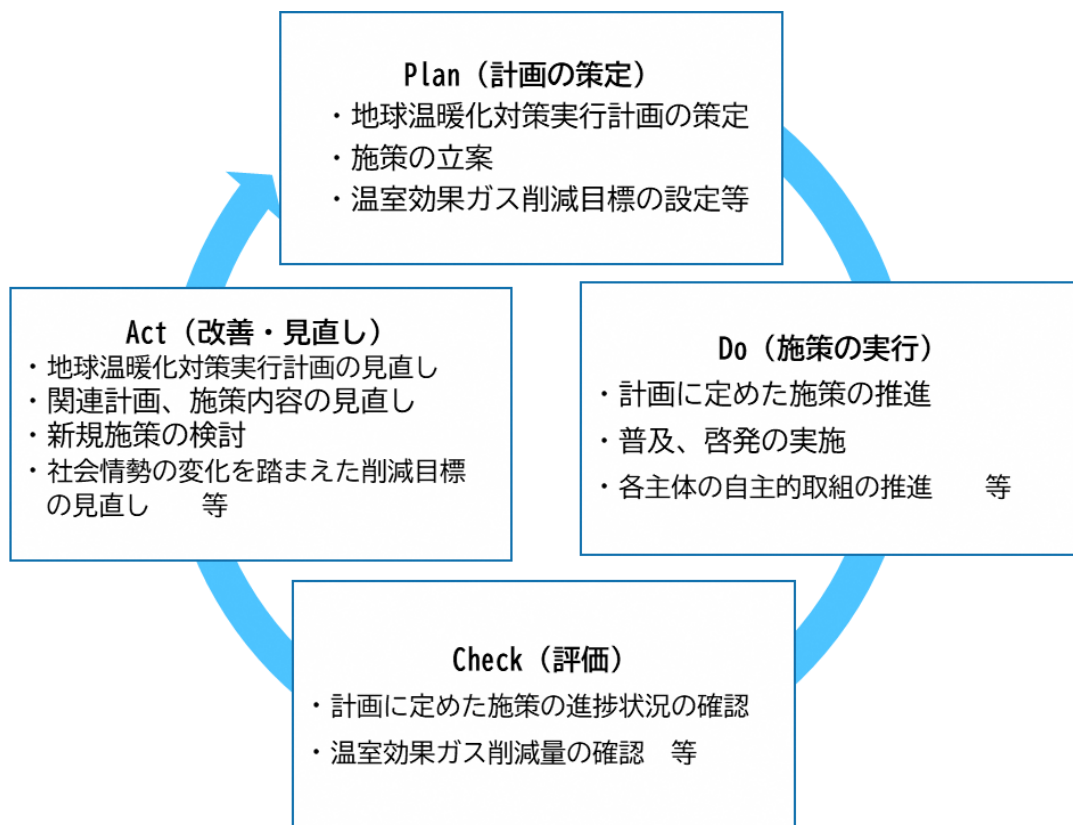 Plan（計画の策定）
・地球温暖化対策実行計画の策定
・施策の立案
・温室効果ガス削減目標の設定等
Do（施策の実行）
・計画に定めた施策の推進
・普及、啓発の実施
・各主体の自主的取組の推進　　等
Check（評価）
・計画に定めた施策の進捗状況の確認
・温室効果ガス削減量の確認　等
Act（改善・見直し）
・地球温暖化対策実行計画の見直し
・関連計画、施策内容の見直し
・新規施策の検討
・社会情勢の変化を踏まえた削減目標
の見直し　　等